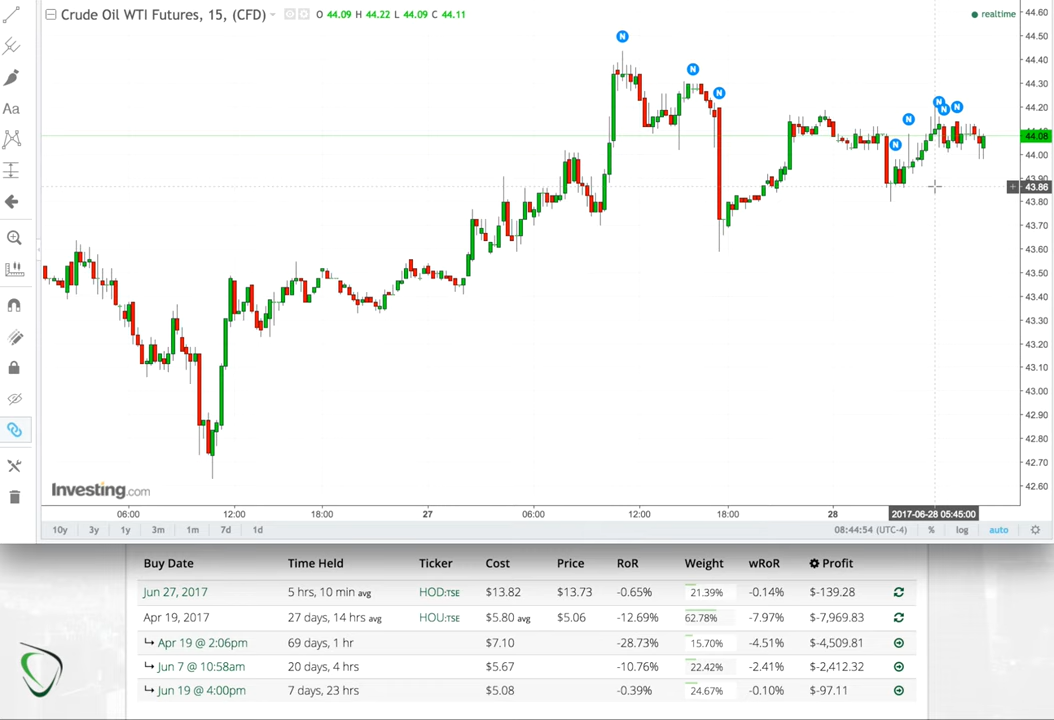 Crude Oil WTI Futures, 15, (CFD) O 44.09 H 44.22 L 44.09 C 44.11
realtime
Aa
N
N
N
N
N
N
N
N
44.60
44.50
44.40
44.30
44.20
44.08
44.00
43.90
43.86
43.80
43.70
43.60
43.50
43.40
43.30
43.20
43.10
43.00
42.90
42.80
42.70
42.60
Investing.com
06:00 12:00 18:00 27 06:00 12:00 18:00 28 2017-06-28 05:45:00
10y 3y 1y 3m 1m 7d 1d 08:44:54 (UTC-4) % log auto
Buy Date Time Held Ticker Cost Price RoR Weight wRoR Profit
Jun 27, 2017 5 hrs, 10 min avg HOD:TSE $13.82 $13.73 -0.65% 21.39% -0.14% $-139.28
Apr 19, 2017 27 days, 14 hrs avg HOU:TSE $5.80 avg $5.06 -12.69% 62.78% -7.97% $-7,969.83
Apr 19 @ 2:06pm 69 days, 1 hr $7.10 -28.73% 15.70% -4.51% $-4,509.81
Jun 7 @ 10:58am 20 days, 4 hrs $5.67 -10.76% 22.42% -2.41% $-2,412.32
Jun 19 @ 4:00pm 7 days, 23 hrs $5.08 -0.39% 24.67% -0.10% $-97.11